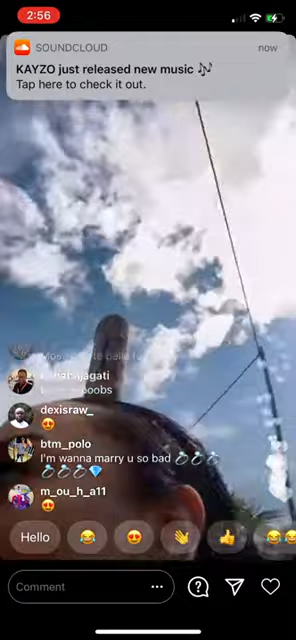 2:56
SOUNDCLOUD
now
KAYZO just released new music 🎶
Tap here to check it out.
dexisraw_
😍
btm_polo
I'm wanna marry u so bad 💍💍💍
💍💍💍💎
m_ou_h_a11
😍
Hello 😂 😍 👋 👍 😂😂
Comment